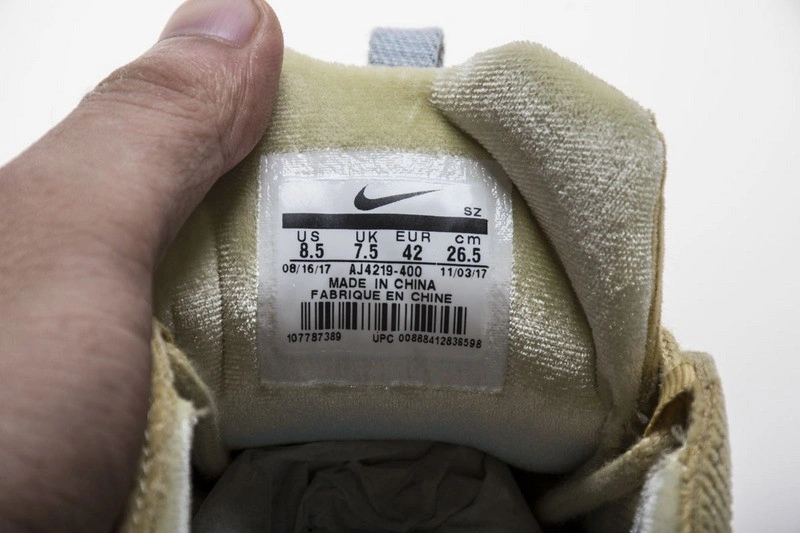 SZ
US UK EUR cm
8.5 7.5 42 26.5
08/16/17 AJ4219-400 11/03/17
MADE IN CHINA
FABRIQUE EN CHINE
107787389 UPC 00888412836598